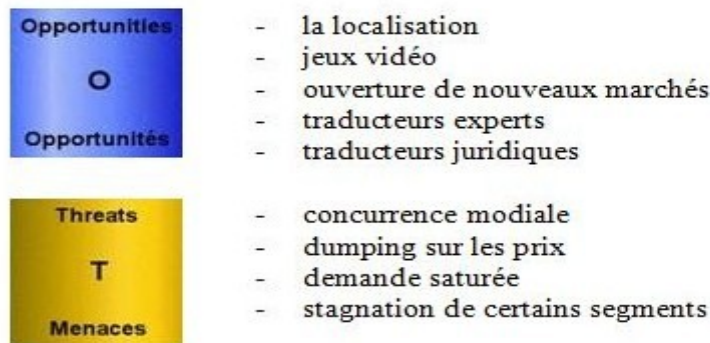 Opportunities
O
Opportunités
- la localisation
- jeux vidéo
- ouverture de nouveaux marchés
- traducteurs experts
- traducteurs juridiques
Threats
T
Menaces
- concurrence modiale
- dumping sur les prix
- demande saturée
- stagnation de certains segments